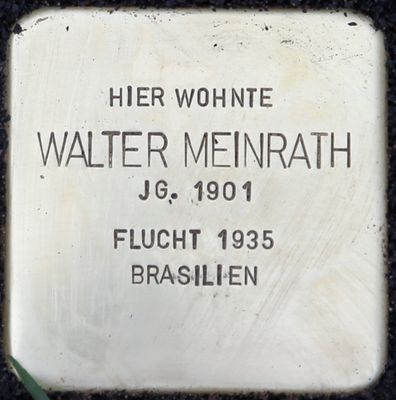 HIER WOHNTE
WALTER MEINRATH
JG. 1901
FLUCHT 1935
BRASILIEN